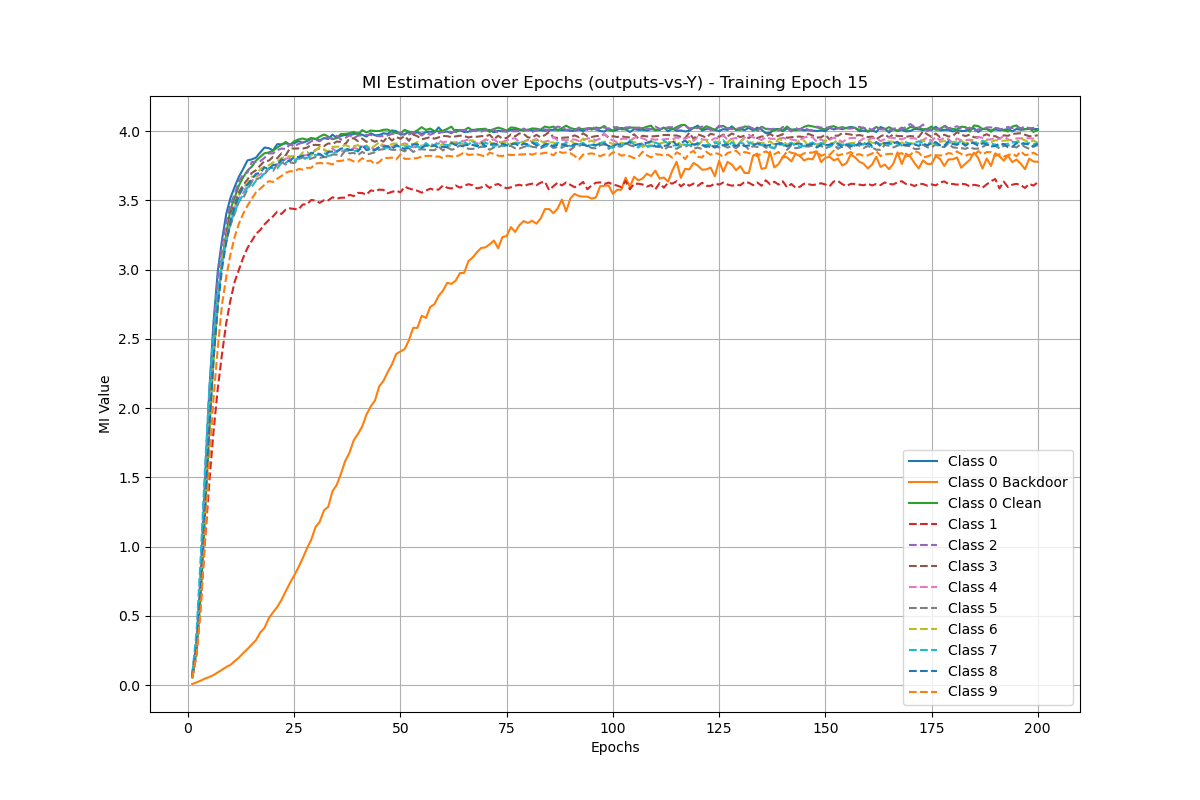 MI Estimation over Epochs (outputs-vs-Y) - Training Epoch 15
MI Value
4.0
3.5
3.0
2.5
2.0
1.5
1.0
0.5
0.0
0 25 50 75 100 125 150 175 200
Epochs
Class 0
Class 0 Backdoor
Class 0 Clean
Class 1
Class 2
Class 3
Class 4
Class 5
Class 6
Class 7
Class 8
Class 9